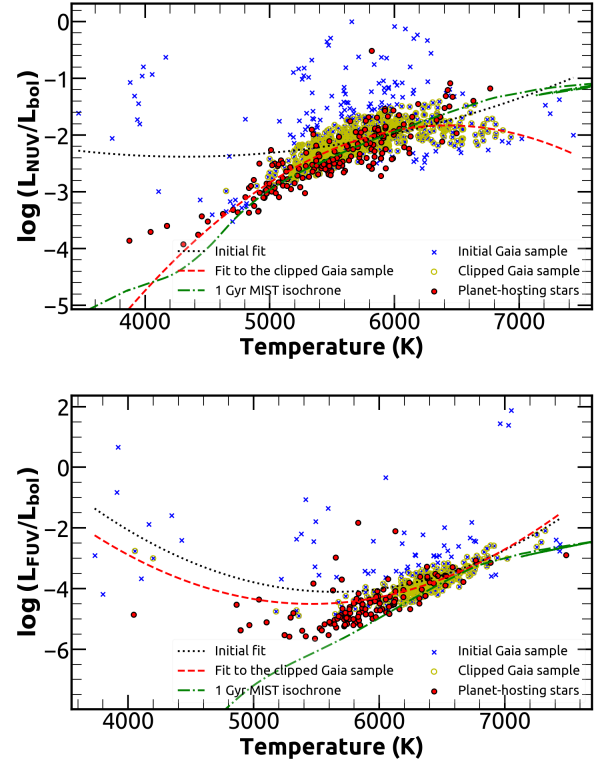 0
−1
−2
−3
−4
−5
log (L_NUV/L_bol)
Initial fit
Fit to the clipped Gaia sample
1 Gyr MIST isochrone
Initial Gaia sample
Clipped Gaia sample
Planet-hosting stars
4000 5000 6000 7000
Temperature (K)
2
0
−2
−4
−6
log (L_FUV/L_bol)
Initial fit
Fit to the clipped Gaia sample
1 Gyr MIST isochrone
Initial Gaia sample
Clipped Gaia sample
Planet-hosting stars
4000 5000 6000 7000
Temperature (K)